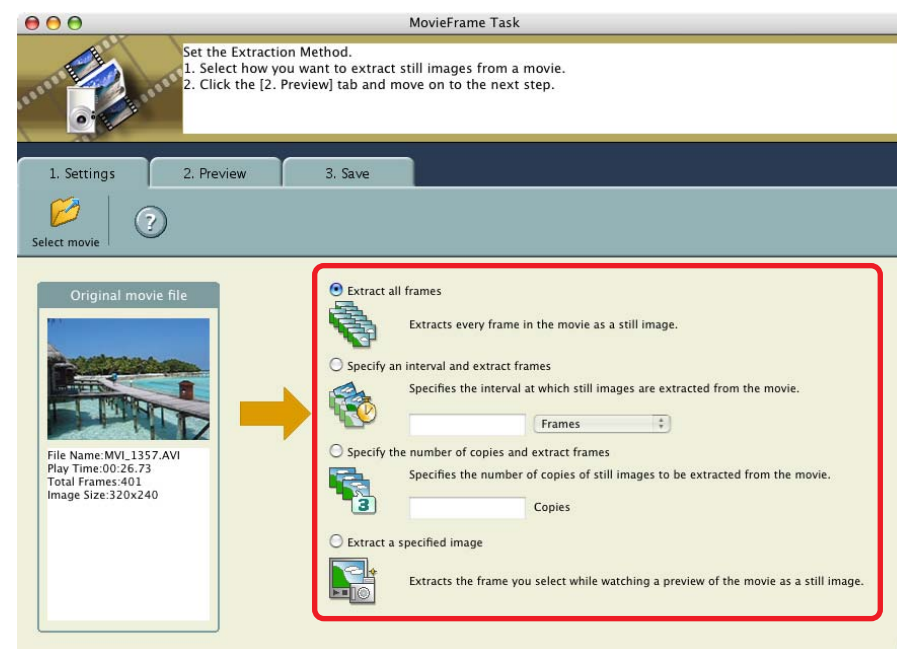 MovieFrame Task
Set the Extraction Method.
1. Select how you want to extract still images from a movie.
2. Click the [2. Preview] tab and move on to the next step.
1. Settings
2. Preview
3. Save
?
Select movie
Original movie file
File Name:MVI_1357.AVI
Play Time:00:26.73
Total Frames:401
Image Size:320x240
Extract all frames
Extracts every frame in the movie as a still image.
Specify an interval and extract frames
Specifies the interval at which still images are extracted from the movie.
Frames
Specify the number of copies and extract frames
Specifies the number of copies of still images to be extracted from the movie.
3
Copies
Extract a specified image
Extracts the frame you select while watching a preview of the movie as a still image.